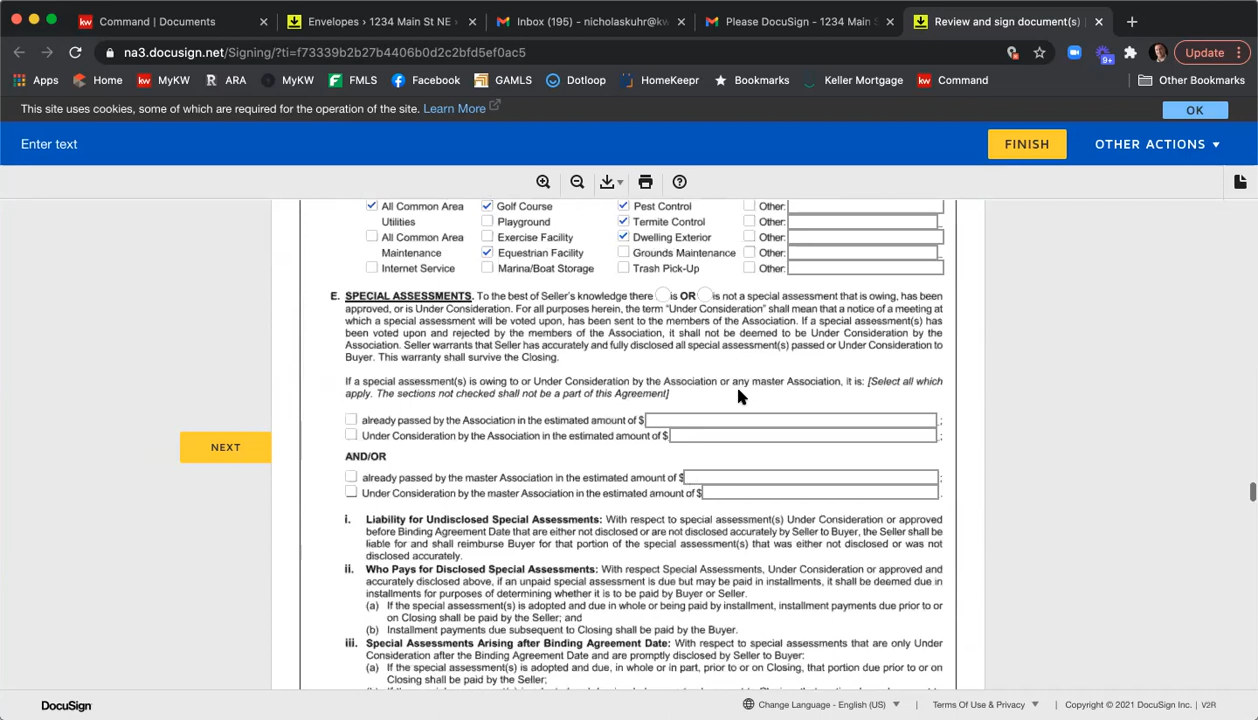 Command | Documents
Envelopes › 1234 Main St NE
Inbox (195) - nicholaskuhr@kw
Please DocuSign - 1234 Main
Review and sign document(s)
na3.docusign.net/Signing/?ti=f73339b2b27b4406b0d2c2bfd5ef0ac5
9+
Update
Apps
kw
Home
kw
MyKW
R
ARA
MyKW
F
FMLS
Facebook
GAMLS
Dotloop
HomeKeepr
Bookmarks
Keller Mortgage
kw
Command
Other Bookmarks
This site uses cookies, some of which are required for the operation of the site. Learn More
OK
Enter text
FINISH
OTHER ACTIONS
All Common Area Golf Course Pest Control Other:
Utilities Playground Termite Control Other:
All Common Area Exercise Facility Dwelling Exterior Other:
Maintenance Equestrian Facility Grounds Maintenance Other:
Internet Service Marina/Boat Storage Trash Pick-Up Other:
E. SPECIAL ASSESSMENTS. To the best of Seller's knowledge there is OR is not a special assessment that is owing, has been
approved, or is Under Consideration. For all purposes herein, the term "Under Consideration" shall mean that a notice of a meeting at
which a special assessment will be voted upon, has been sent to the members of the Association. If a special assessment(s) has
been voted upon and rejected by the members of the Association, it shall not be deemed to be Under Consideration by the
Association. Seller warrants that Seller has accurately and fully disclosed all special assessment(s) passed or Under Consideration to
Buyer. This warranty shall survive the Closing.
If a special assessment(s) is owing to or Under Consideration by the Association or any master Association, it is: [Select all which
apply. The sections not checked shall not be a part of this Agreement]
already passed by the Association in the estimated amount of $ ;
Under Consideration by the Association in the estimated amount of $ ;
NEXT
AND/OR
already passed by the master Association in the estimated amount of $ ;
Under Consideration by the master Association in the estimated amount of $ .
i. Liability for Undisclosed Special Assessments: With respect to special assessment(s) Under Consideration or approved
before Binding Agreement Date that are either not disclosed or are not disclosed accurately by Seller to Buyer, the Seller shall be
liable for and shall reimburse Buyer for that portion of the special assessment(s) that was either not disclosed or was not
disclosed accurately.
ii. Who Pays for Disclosed Special Assessments: With respect Special Assessments, Under Consideration or approved and
accurately disclosed above, if an unpaid special assessment is due but may be paid in installments, it shall be deemed due in
installments for purposes of determining whether it is to be paid by Buyer or Seller.
(a) If the special assessment(s) is adopted and due in whole or being paid by installment, installment payments due prior to or
on Closing shall be paid by the Seller; and
(b) Installment payments due subsequent to Closing shall be paid by the Buyer.
iii. Special Assessments Arising after Binding Agreement Date: With respect to special assessments that are only Under
Consideration after the Binding Agreement Date and are promptly disclosed by Seller to Buyer:
(a) If the special assessment(s) is adopted and due, in whole or in part, prior to or on Closing, that portion due prior to or on
Closing shall be paid by the Seller;
DocuSign
Change Language - English (US) | Terms Of Use & Privacy | Copyright © 2021 DocuSign Inc. | V2R